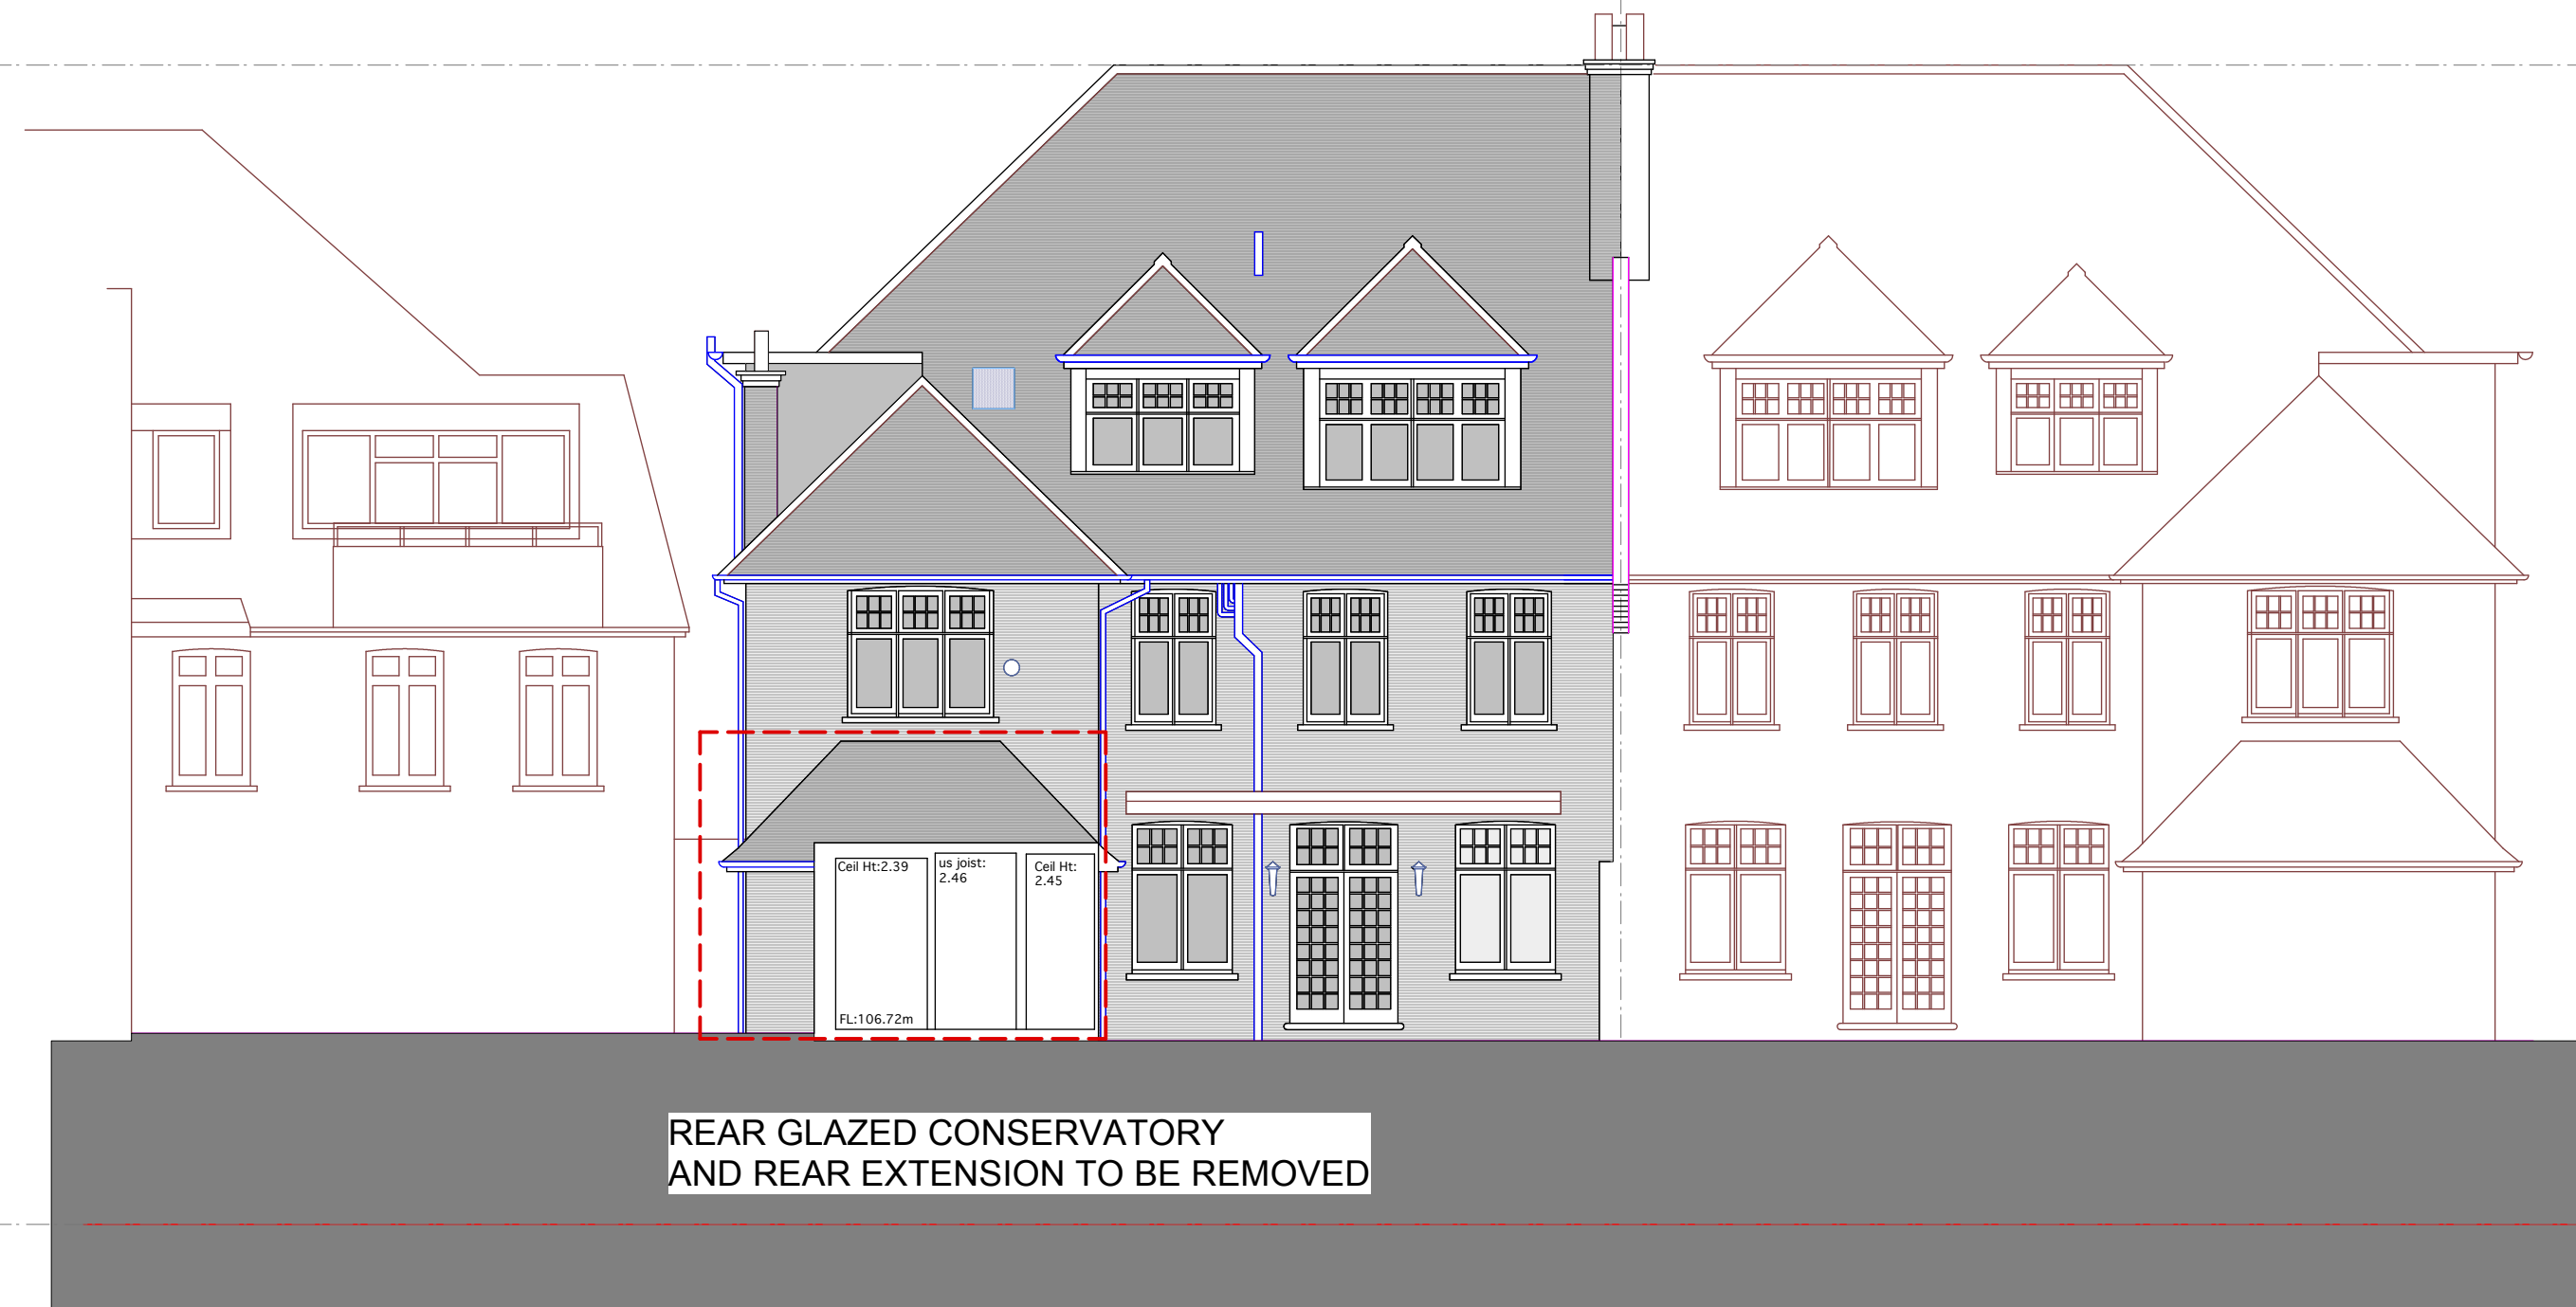 Ceil Ht:2.39
us joist:
2.46
Ceil Ht:
2.45
FL:106.72m
REAR GLAZED CONSERVATORY
AND REAR EXTENSION TO BE REMOVED